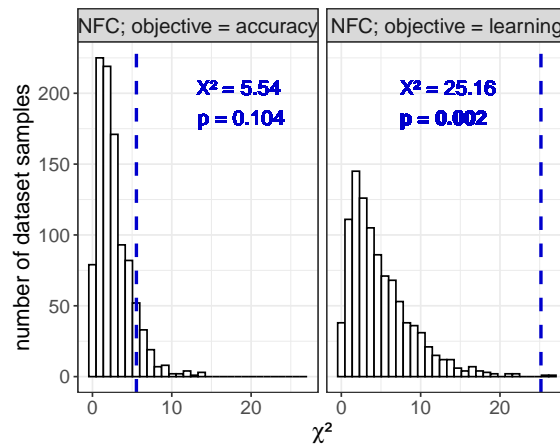 NFC; objective = accuracy
NFC; objective = learning
X² = 5.54
p = 0.104
X² = 25.16
p = 0.002
number of dataset samples
200
150
100
50
0
0 10 20
0 10 20
χ²